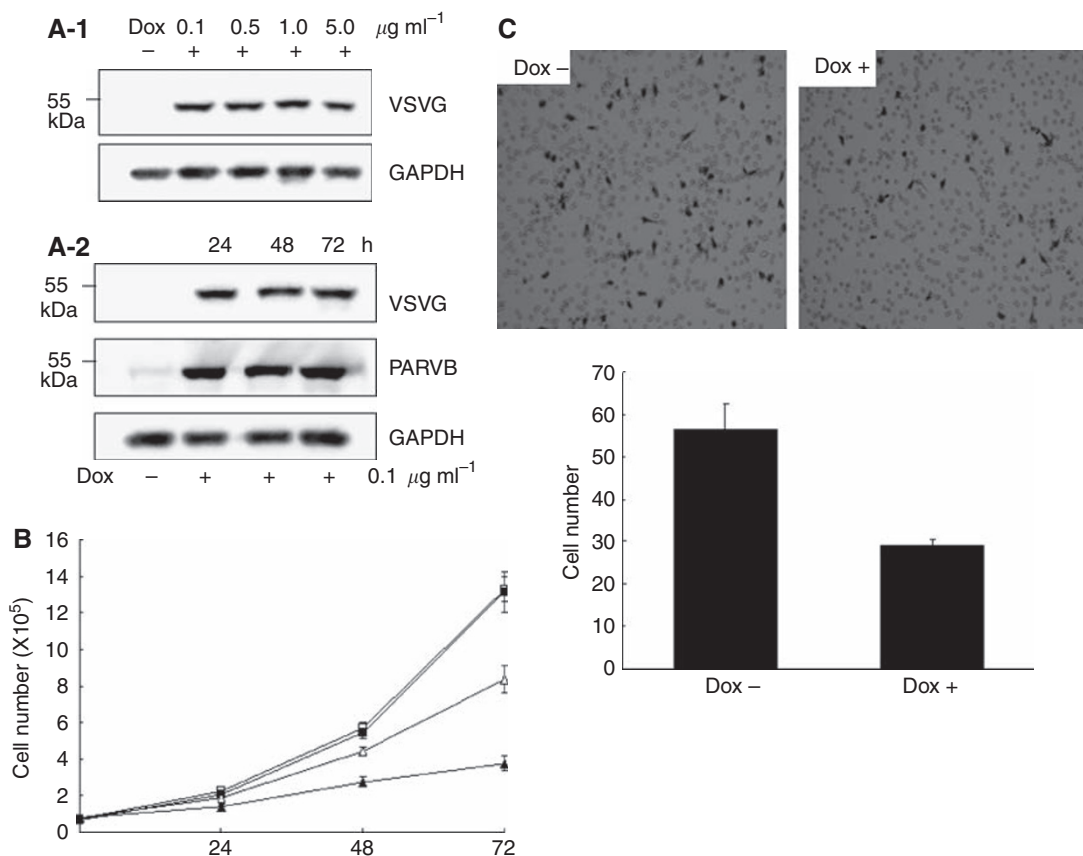 A-1 Dox 0.1 0.5 1.0 5.0 μg ml⁻¹
– + + + +
55
kDa
VSVG
GAPDH
A-2 24 48 72 h
55
kDa
VSVG
55
kDa
PARVB
GAPDH
Dox – + + + 0.1 μg ml⁻¹
B
16
14
12
10
8
6
4
2
0
Cell number (X10⁵)
24 48 72
C
Dox – Dox +
70
60
50
40
30
20
10
0
Cell number
Dox – Dox +